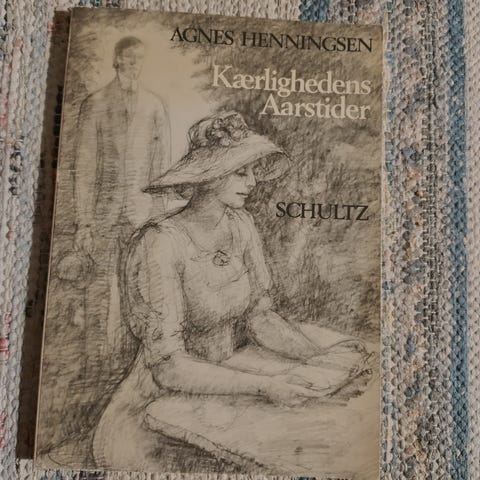 AGNES HENNINGSEN
Kærlighedens
Aarstider
SCHULTZ